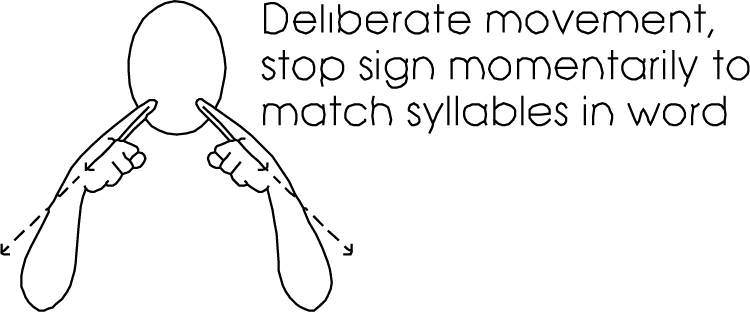 Deliberate movement,
stop sign momentarily to
match syllables in word